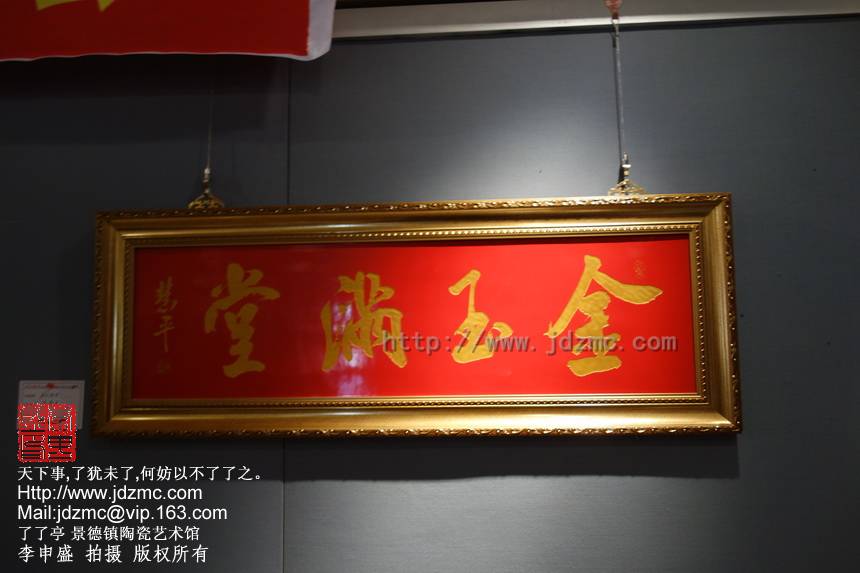 金玉满堂
慧平
http://www.jdzmc.com
天下事,了犹未了,何妨以不了了之。
Http://www.jdzmc.com
Mail:jdzmc@vip.163.com
了了亭 景德镇陶瓷艺术馆
李申盛 拍摄 版权所有